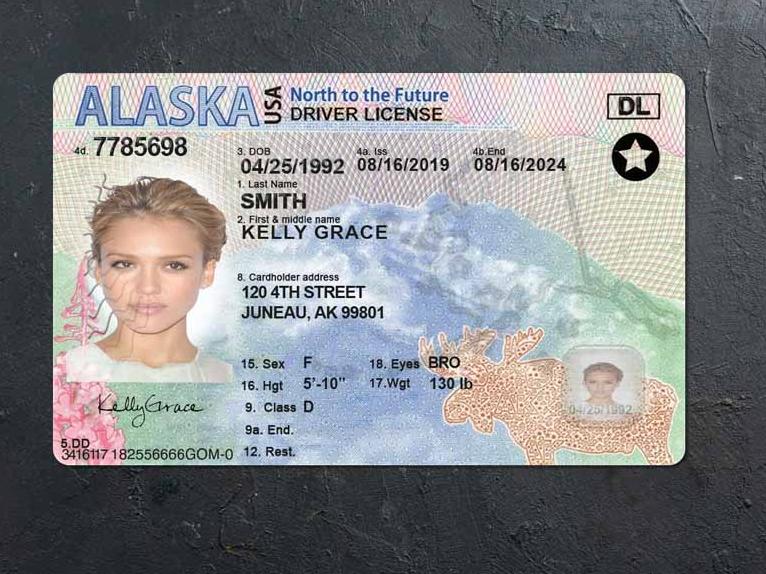 ALASKA USA North to the Future
DRIVER LICENSE
DL
4d. 7785698
3. DOB 4a. Iss 4b.End
04/25/1992 08/16/2019 08/16/2024
1. Last Name
SMITH
2. First & middle name
KELLY GRACE
8. Cardholder address
120 4TH STREET
JUNEAU, AK 99801
15. Sex F 18. Eyes BRO
16. Hgt 5'-10" 17.Wgt 130 lb
9. Class D
9a. End.
12. Rest.
KellyGrace
5.DD
3416117 182556666GOM-0
04/25/1992